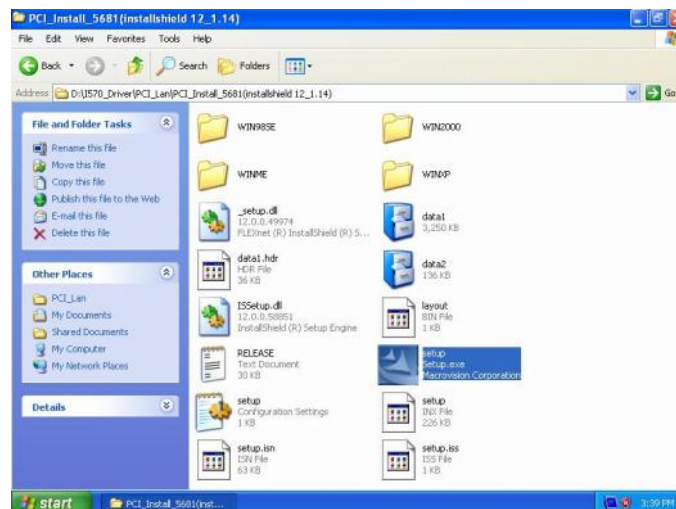 PCI_Install_5681(installshield 12_1.14)
File Edit View Favorites Tools Help
Back Search Folders
Address D:\I570_Driver\PCI_Lan\PCI_Install_5681(installshield 12_1.14) Go
File and Folder Tasks
Rename this file
Move this file
Copy this file
Publish this file to the Web
E-mail this file
Delete this file
Other Places
PCI_Lan
My Documents
Shared Documents
My Computer
My Network Places
Details
WIN98SE
WIN2000
WINME
WINXP
_setup.dll
12.0.0.49974
FLEXnet (R) InstallShield (R) S...
data1
3,250 KB
data1.hdr
HDR File
36 KB
data2
136 KB
ISSetup.dll
12.0.0.58851
InstallShield (R) Setup Engine
layout
BIN File
1 KB
RELEASE
Text Document
30 KB
setup
Setup.exe
Macrovision Corporation
setup
Configuration Settings
1 KB
setup
INX File
226 KB
setup.isn
ISN File
63 KB
setup.iss
ISS File
1 KB
start PCI_Install_5681(inst... 3:39 PM